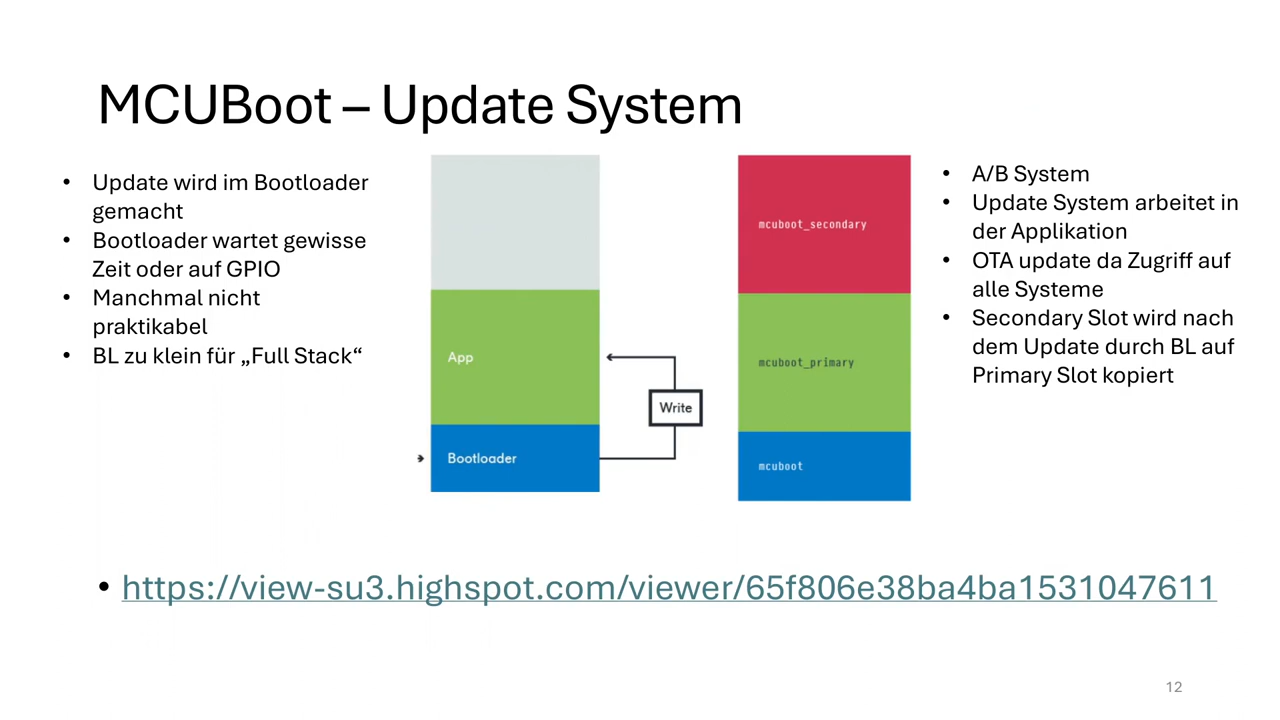 MCUBoot – Update System
• Update wird im Bootloader
gemacht
• Bootloader wartet gewisse
Zeit oder auf GPIO
• Manchmal nicht
praktikabel
• BL zu klein für „Full Stack“
App
Write
Bootloader
mcuboot_secondary
mcuboot_primary
mcuboot
• A/B System
• Update System arbeitet in
der Applikation
• OTA update da Zugriff auf
alle Systeme
• Secondary Slot wird nach
dem Update durch BL auf
Primary Slot kopiert
• https://view-su3.highspot.com/viewer/65f806e38ba4ba1531047611
12